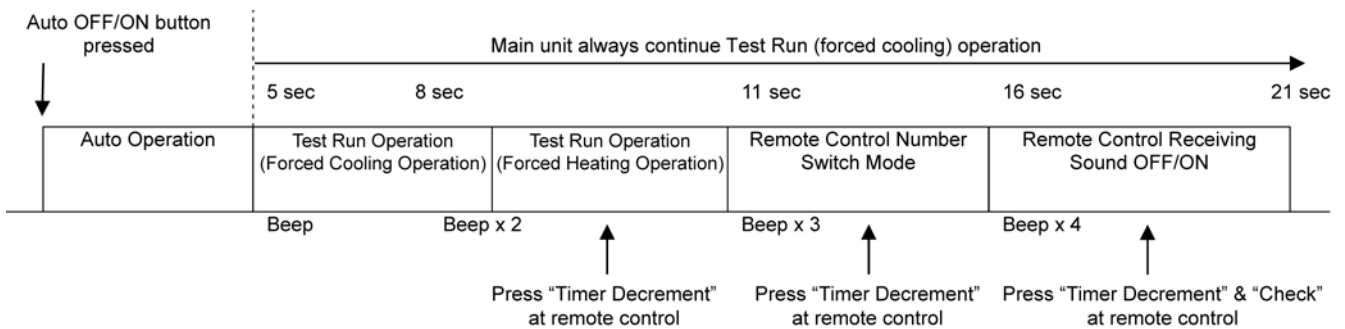 Auto OFF/ON button
pressed
Main unit always continue Test Run (forced cooling) operation
5 sec
8 sec
11 sec
16 sec
21 sec
Auto Operation
Test Run Operation
(Forced Cooling Operation)
Test Run Operation
(Forced Heating Operation)
Remote Control Number
Switch Mode
Remote Control Receiving
Sound OFF/ON
Beep
Beep x 2
Beep x 3
Beep x 4
Press “Timer Decrement”
at remote control
Press “Timer Decrement”
at remote control
Press “Timer Decrement” & “Check”
at remote control